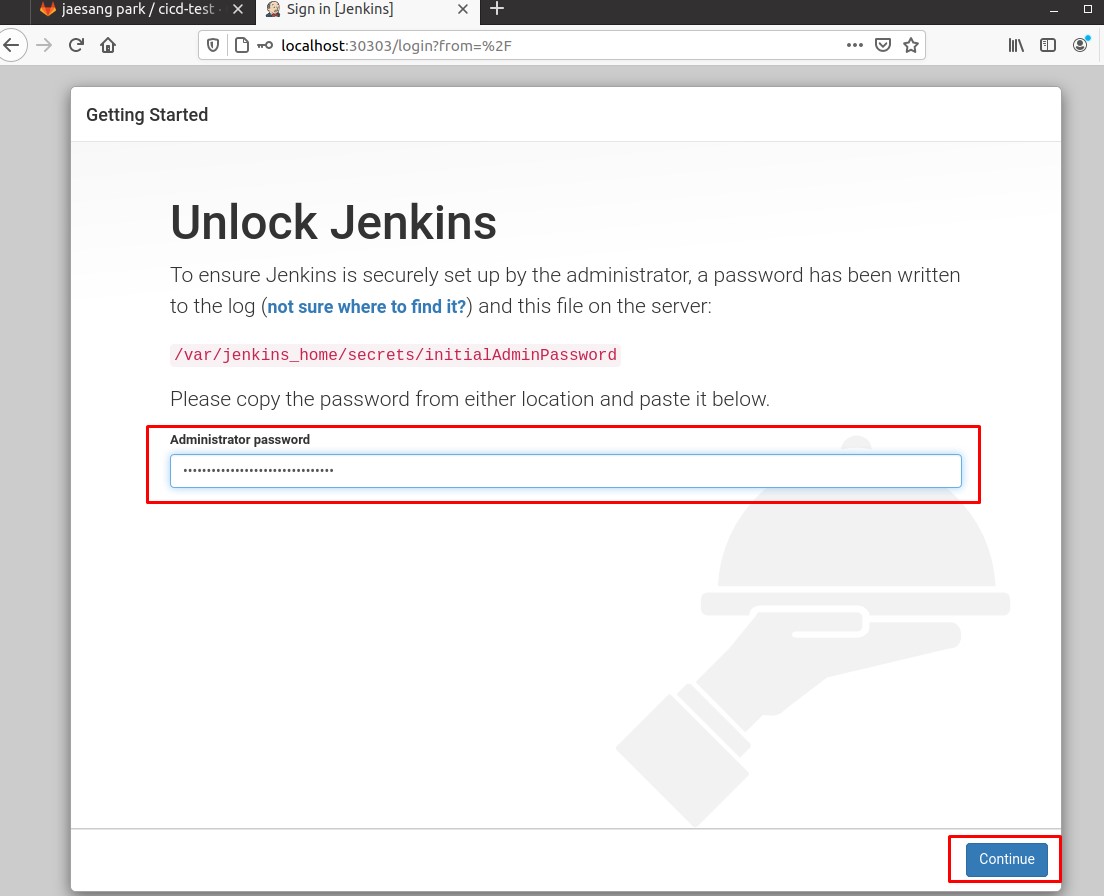 jaesang park / cicd-test
Sign in [Jenkins]
localhost:30303/login?from=%2F
Getting Started
Unlock Jenkins
To ensure Jenkins is securely set up by the administrator, a password has been written
to the log (not sure where to find it?) and this file on the server:
/var/jenkins_home/secrets/initialAdminPassword
Please copy the password from either location and paste it below.
Administrator password
Continue